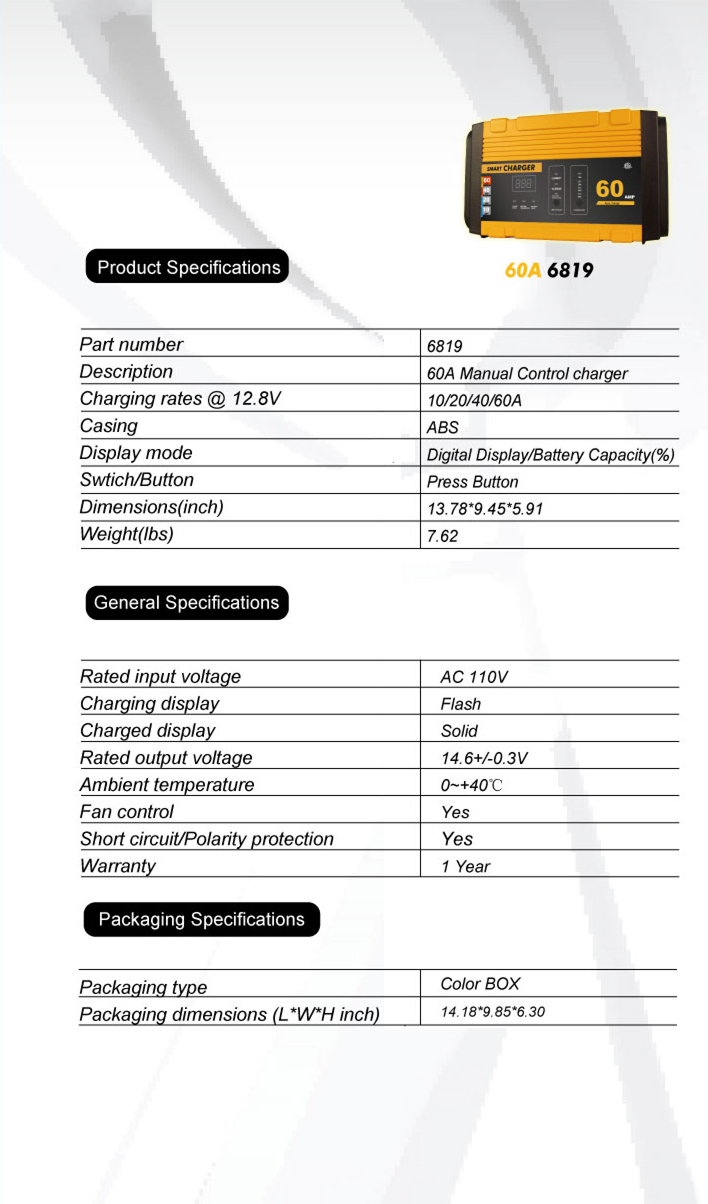 SMART CHARGER
60
40
20
10
60 AMP
60A 6819
Product Specifications
Part number 6819
Description 60A Manual Control charger
Charging rates @ 12.8V 10/20/40/60A
Casing ABS
Display mode Digital Display/Battery Capacity(%)
Swtich/Button Press Button
Dimensions(inch) 13.78*9.45*5.91
Weight(lbs) 7.62
General Specifications
Rated input voltage AC 110V
Charging display Flash
Charged display Solid
Rated output voltage 14.6+/-0.3V
Ambient temperature 0~+40℃
Fan control Yes
Short circuit/Polarity protection Yes
Warranty 1 Year
Packaging Specifications
Packaging type Color BOX
Packaging dimensions (L*W*H inch) 14.18*9.85*6.30